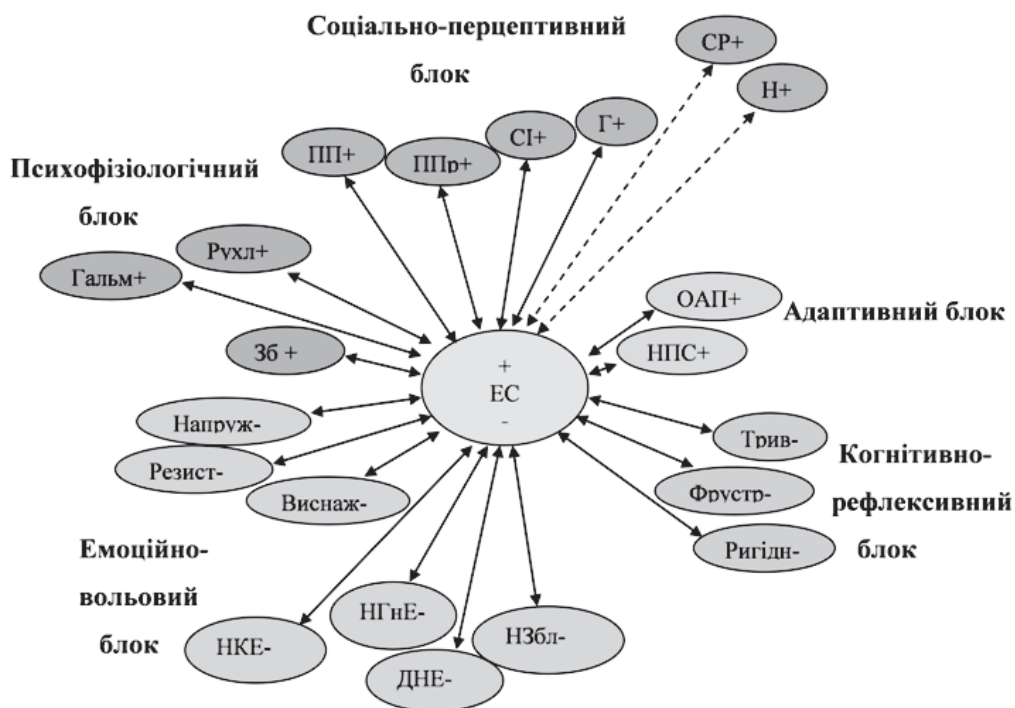 Соціально-перцептивний
блок
СР+
Н+
ПП+
ППр+
СІ+
Г+
Психофізіологічний
блок
Рухл+
Гальм+
Зб +
ОАП+
Адаптивний блок
НПС+
+
ЕС
-
Напруж-
Резист-
Виснаж-
Трив-
Когнітивно-
Фрустр-
рефлексивний
Ригідн-
блок
Емоційно-
вольовий
блок
НКЕ-
НГнЕ-
ДНЕ-
НЗбл-